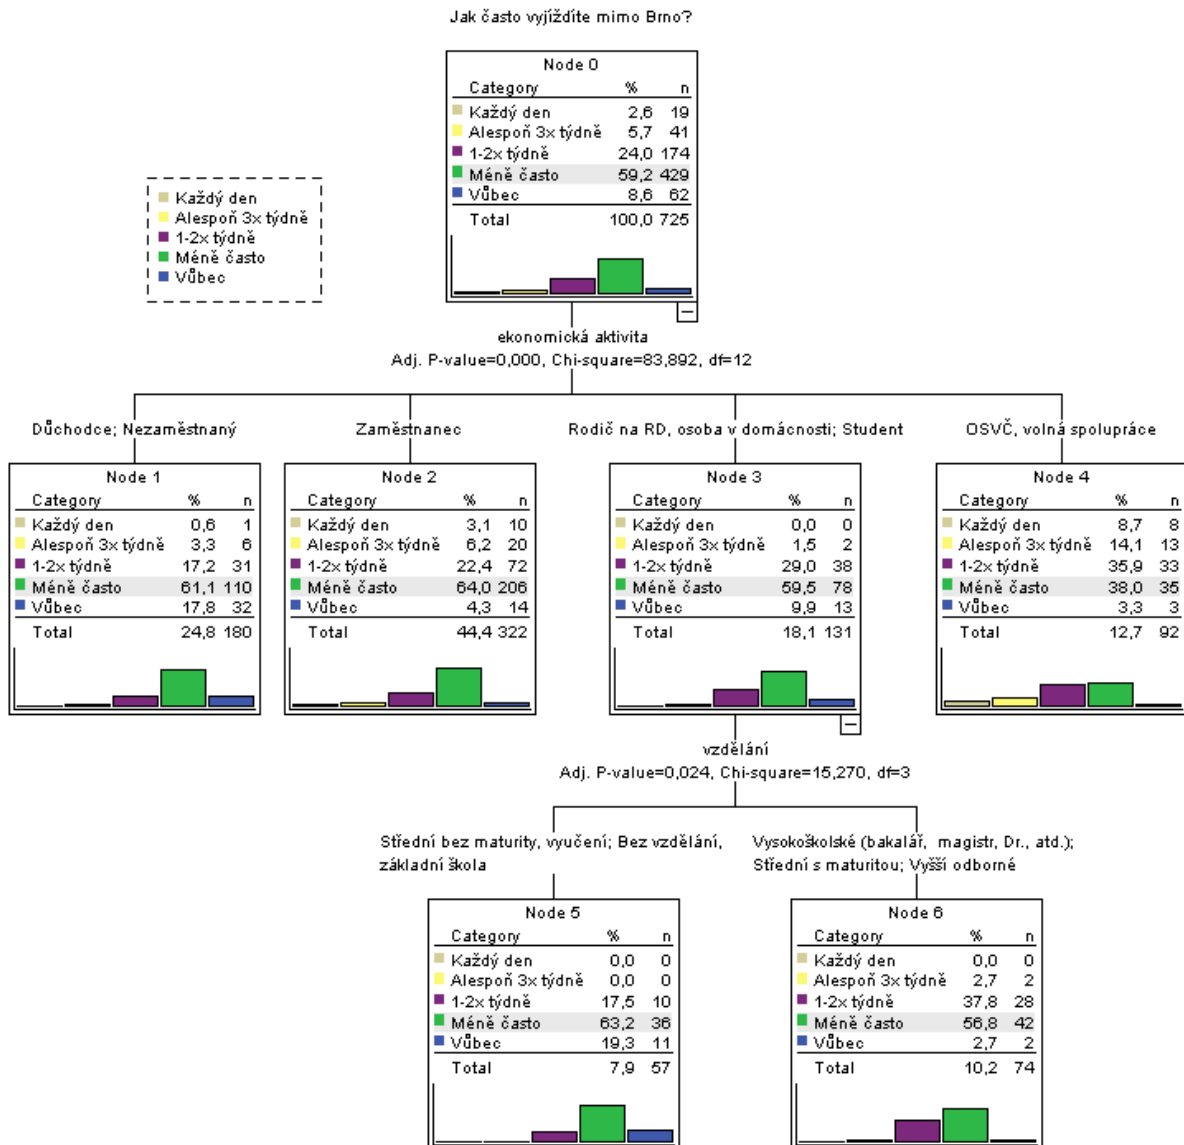 Jak často vyjíždíte mimo Brno?
Node 0
Category % n
Každý den 2,6 19
Alespoň 3x týdně 5,7 41
1-2x týdně 24,0 174
Méně často 59,2 429
Vůbec 8,6 62
Total 100,0 725
Každý den
Alespoň 3x týdně
1-2x týdně
Méně často
Vůbec
ekonomická aktivita
Adj. P-value=0,000, Chi-square=83,892, df=12
Důchodce; Nezaměstnaný
Zaměstnanec
Rodič na RD, osoba v domácnosti; Student
OSVČ, volná spolupráce
Node 1
Category % n
Každý den 0,6 1
Alespoň 3x týdně 3,3 6
1-2x týdně 17,2 31
Méně často 61,1 110
Vůbec 17,8 32
Total 24,8 180
Node 2
Category % n
Každý den 3,1 10
Alespoň 3x týdně 6,2 20
1-2x týdně 22,4 72
Méně často 64,0 206
Vůbec 4,3 14
Total 44,4 322
Node 3
Category % n
Každý den 0,0 0
Alespoň 3x týdně 1,5 2
1-2x týdně 29,0 38
Méně často 59,5 78
Vůbec 9,9 13
Total 18,1 131
Node 4
Category % n
Každý den 8,7 8
Alespoň 3x týdně 14,1 13
1-2x týdně 35,9 33
Méně často 38,0 35
Vůbec 3,3 3
Total 12,7 92
vzdělání
Adj. P-value=0,024, Chi-square=15,270, df=3
Střední bez maturity, vyučení; Bez vzdělání,
základní škola
Vysokoškolské (bakalář, magistr, Dr., atd.);
Střední s maturitou; Vyšší odborné
Node 5
Category % n
Každý den 0,0 0
Alespoň 3x týdně 0,0 0
1-2x týdně 17,5 10
Méně často 63,2 36
Vůbec 19,3 11
Total 7,9 57
Node 6
Category % n
Každý den 0,0 0
Alespoň 3x týdně 2,7 2
1-2x týdně 37,8 28
Méně často 56,8 42
Vůbec 2,7 2
Total 10,2 74